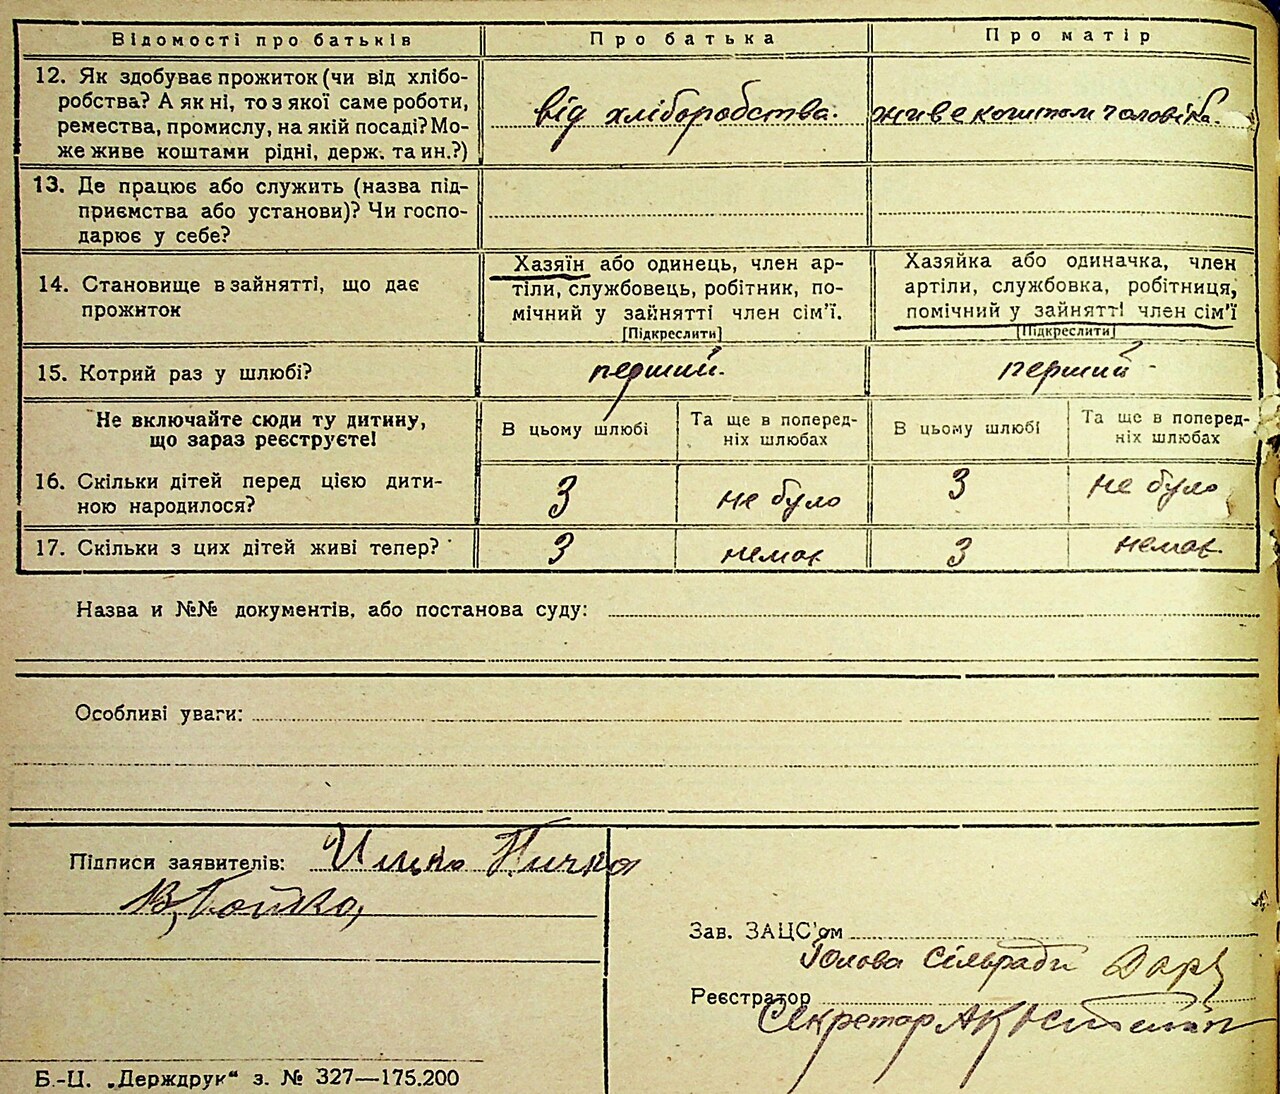 Відомості про батьків Про батька Про матір
12. Як здобуває прожиток (чи від хлібо-
робства? А як ні, то з якої саме роботи,
ремества, промислу, на якій посаді? Мо-
же живе коштами рідні, держ. та ин.?)
від хліборобства. живе коштом чоловіка.
13. Де працює або служить (назва під-
приємства або установи)? Чи госпо-
дарює у себе?
14. Становище в зайнятті, що дає
прожиток
Хазяїн або одинець, член ар-
тіли, службовець, робітник, по-
мічний у зайнятті член сім'ї.
[Підкреслити]
Хазяйка або одиначка, член
артіли, службовка, робітниця,
помічний у зайнятті член сім'ї
[Підкреслити]
15. Котрий раз у шлюбі? перший. перший -
Не включайте сюди ту дитину,
що зараз реєструєте!
В цьому шлюбі
Та ще в поперед-
ніх шлюбах
В цьому шлюбі
Та ще в поперед-
ніх шлюбах
16. Скільки дітей перед цією дити-
ною народилося?
3 не було 3 не було
17. Скільки з цих дітей живі тепер? 3 немає 3 немає
Назва и №№ документів, або постанова суду:
Особливі уваги:
Підписи заявителів:
Зав. ЗАЦС'ом
Голова Сільради
Реєстратор
Секретар
Б.-Ц. „Держдрук“ з. № 327—175.200